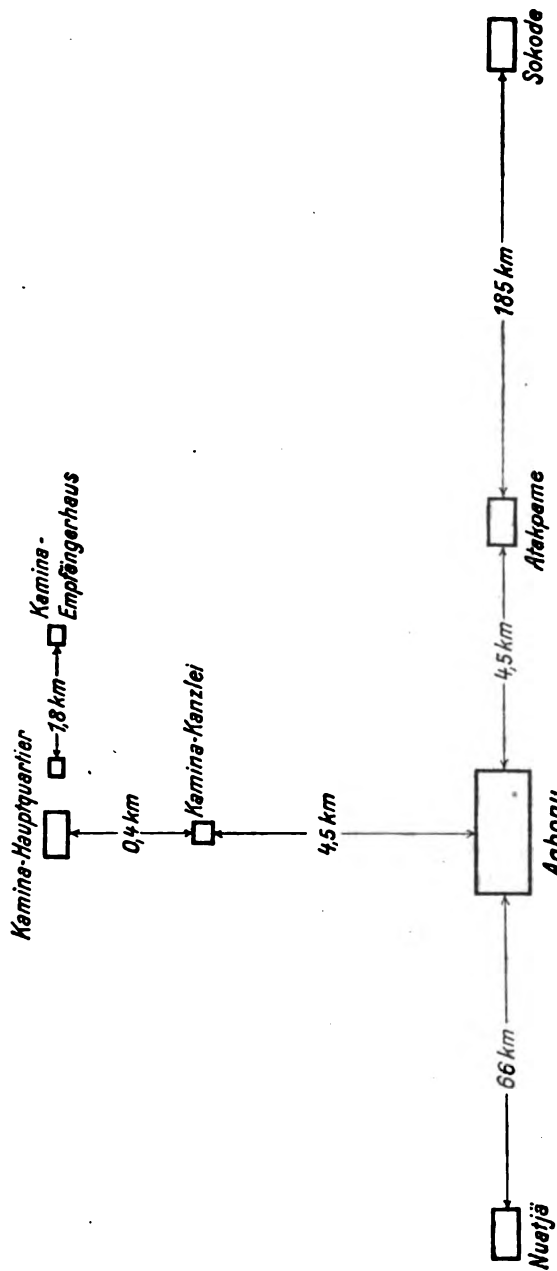 Kamina-Hauptquartier
Kamina-
Empfängerhaus
1,8 km
0,4 km
Kamina-Kanzlei
4,5 km
66 km
4,5 km
185 km
Nuatjä
Agbonu
Atakpame
Sokode